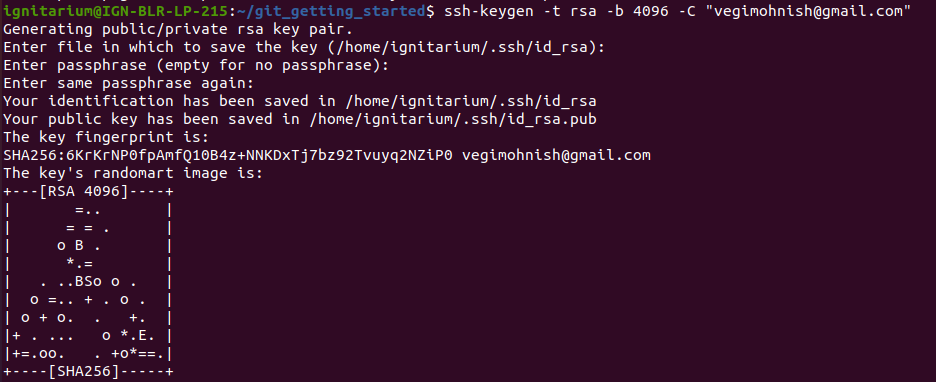 ignitarium@IGN-BLR-LP-215:~/git_getting_started$ ssh-keygen -t rsa -b 4096 -C "vegimohnish@gmail.com"
Generating public/private rsa key pair.
Enter file in which to save the key (/home/ignitarium/.ssh/id_rsa):
Enter passphrase (empty for no passphrase):
Enter same passphrase again:
Your identification has been saved in /home/ignitarium/.ssh/id_rsa
Your public key has been saved in /home/ignitarium/.ssh/id_rsa.pub
The key fingerprint is:
SHA256:6KrKrNP0fpAmfQ10B4z+NNKDxTj7bz92Tvuyq2NZiP0 vegimohnish@gmail.com
The key's randomart image is:
+---[RSA 4096]----+
|       =..       |
|      = = .      |
|     o B .       |
|      *.=        |
|   . ..BSo o .   |
|  o =.. + . o .  |
| o + o.  .   +.  |
|+ . ...   o *.E. |
|+=.oo.   . +o*==.|
+----[SHA256]-----+